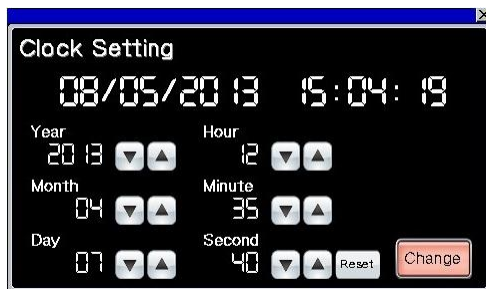 Clock Setting
08/05/2013 15:04:19
Year Hour
2013 12
Month Minute
04 35
Day Second
07 40 Reset Change